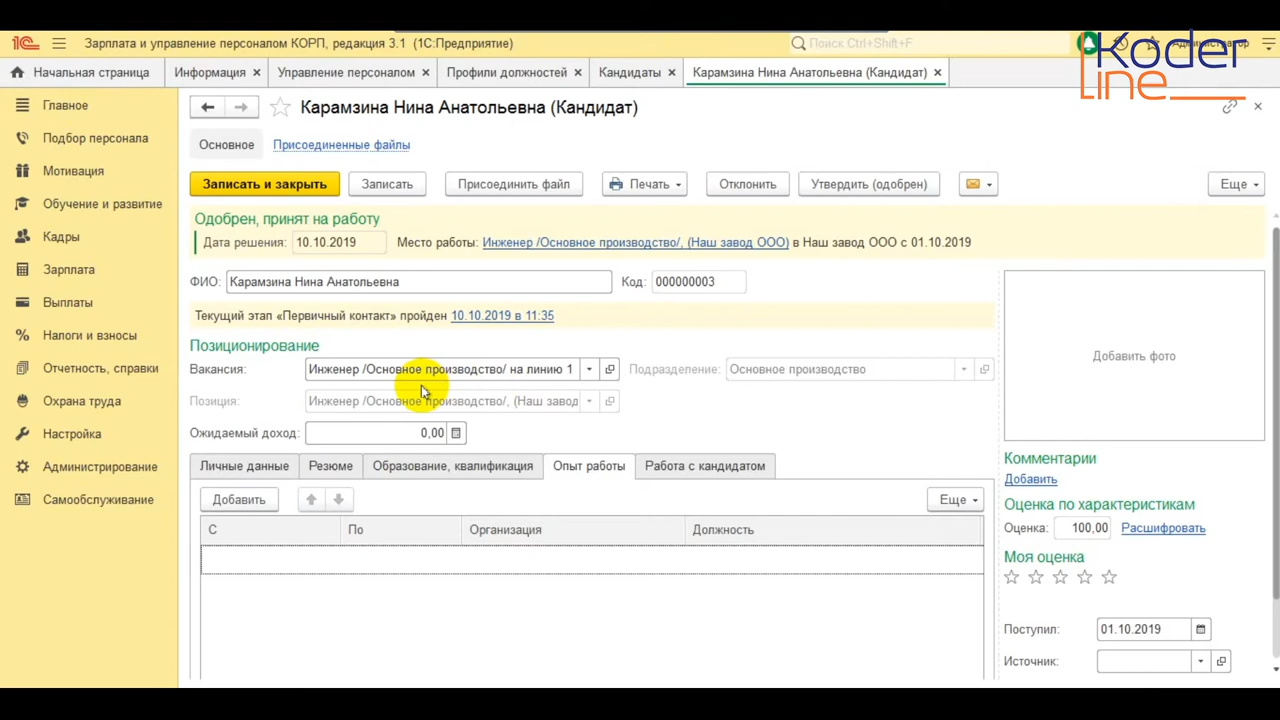 1С Зарплата и управление персоналом КОРП, редакция 3.1 (1С:Предприятие) Поиск Ctrl+Shift+F
Koder line
Начальная страница Информация × Управление персоналом × Профили должностей × Кандидаты × Карамзина Нина Анатольевна (Кандидат) ×
Главное
Подбор персонала
Мотивация
Обучение и развитие
Кадры
Зарплата
Выплаты
Налоги и взносы
Отчетность, справки
Охрана труда
Настройка
Администрирование
Самообслуживание
Карамзина Нина Анатольевна (Кандидат)
Основное Присоединенные файлы
Записать и закрыть Записать Присоединить файл Печать Отклонить Утвердить (одобрен) Еще
Одобрен, принят на работу
Дата решения: 10.10.2019 Место работы: Инженер /Основное производство/, (Наш завод ООО) в Наш завод ООО с 01.10.2019
ФИО: Карамзина Нина Анатольевна Код: 000000003
Текущий этап «Первичный контакт» пройден 10.10.2019 в 11:35
Позиционирование
Вакансия: Инженер /Основное производство/ на линию 1 Подразделение: Основное производство
Позиция: Инженер /Основное производство/, (Наш завод
Ожидаемый доход: 0,00
Личные данные Резюме Образование, квалификация Опыт работы Работа с кандидатом
Добавить Еще
С По Организация Должность
Добавить фото
Комментарии
Добавить
Оценка по характеристикам
Оценка: 100,00 Расшифровать
Моя оценка
Поступил: 01.10.2019
Источник: